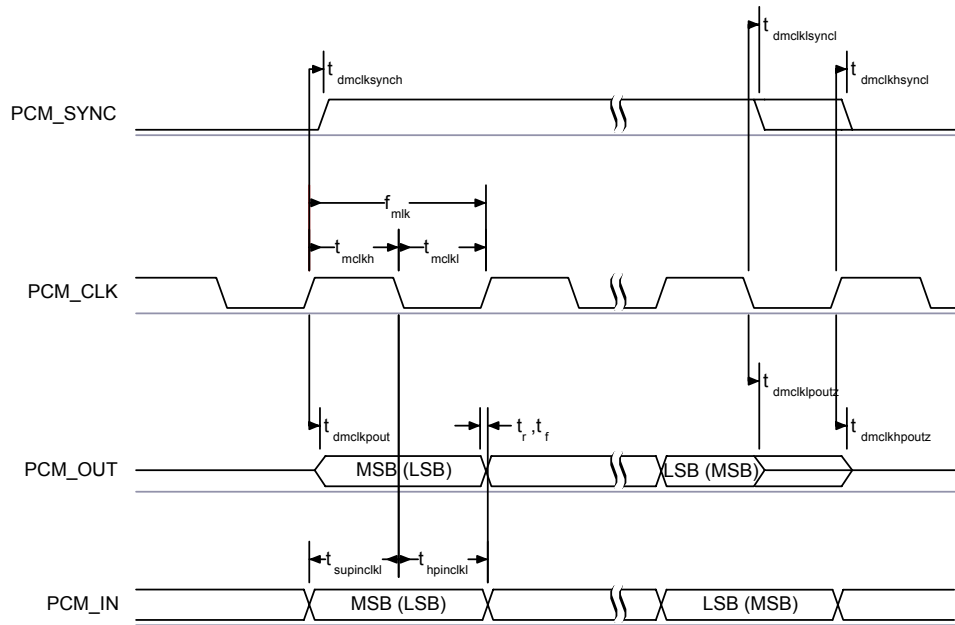 t dmclklsyncl
t dmclksynch
t dmclkhsyncl
PCM_SYNC
f mlk
t mclkh
t mclkl
PCM_CLK
t dmclklpoutz
t dmclkpout
t r ,t f
t dmclkhpoutz
PCM_OUT
MSB (LSB)
LSB (MSB)
t supinclkl
t hpinclkl
PCM_IN
MSB (LSB)
LSB (MSB)